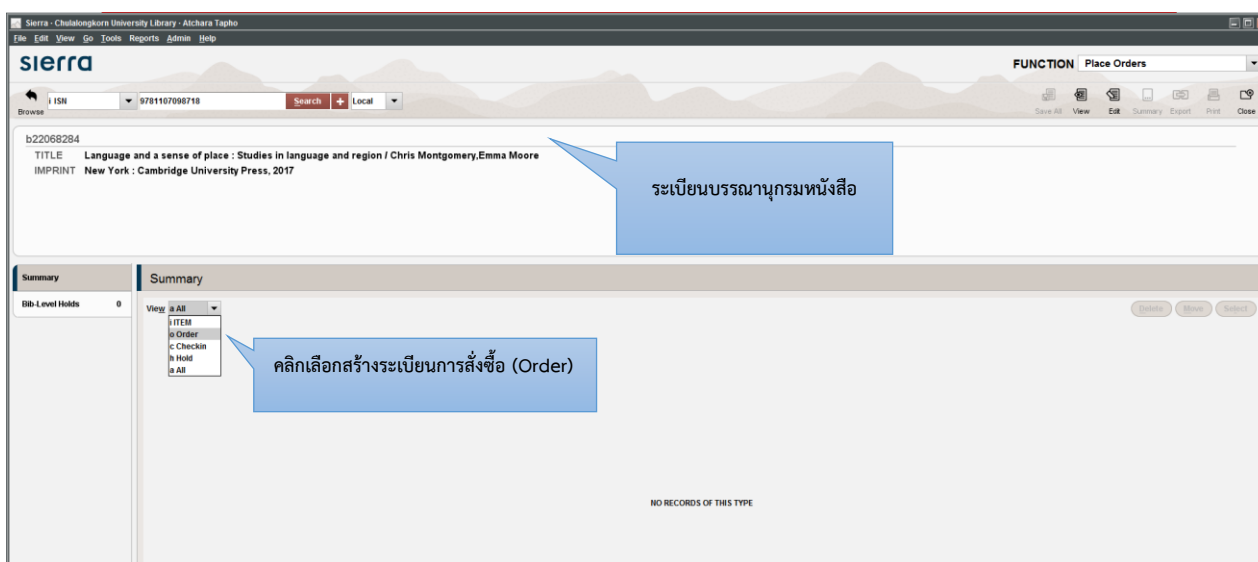 Sierra · Chulalongkorn University Library · Atchara Tapho
File Edit View Go Tools Reports Admin Help
sierra
FUNCTION Place Orders
Browse
i ISN 9781107098718 Search + Local
Save All View Edit Summary Export Print Close
b22068284
TITLE Language and a sense of place : Studies in language and region / Chris Montgomery,Emma Moore
IMPRINT New York : Cambridge University Press, 2017
ระเบียนบรรณานุกรมหนังสือ
Summary
Summary
Bib-Level Holds 0
View a All
Delete Move Select
i ITEM
o Order
c Checkin
h Hold
a All
คลิกเลือกสร้างระเบียนการสั่งซื้อ (Order)
NO RECORDS OF THIS TYPE